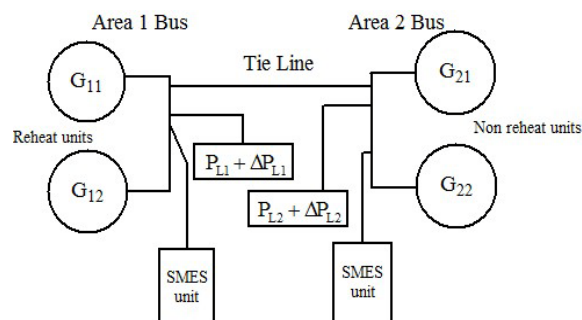 Area 1 Bus
Area 2 Bus
Tie Line
G11
G21
Reheat units
Non reheat units
PL1 + ΔPL1
G12
PL2 + ΔPL2
G22
SMES
unit
SMES
unit